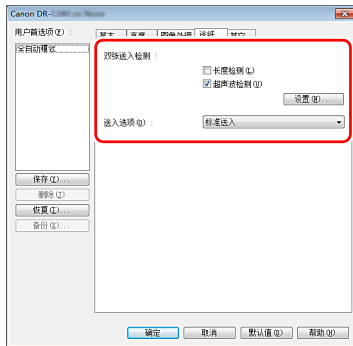 Canon DR-
用户首选项(P) :
全自动模式
基本 亮度 图像处理 送纸 其它
双张送入检测 :
长度检测(L)
超声波检测(U)
设置(W)...
送入选项(Q) :
标准送入
保存(C)...
删除(T)
恢复(I)...
备份(X)...
确定 取消 默认值(D) 帮助(H)